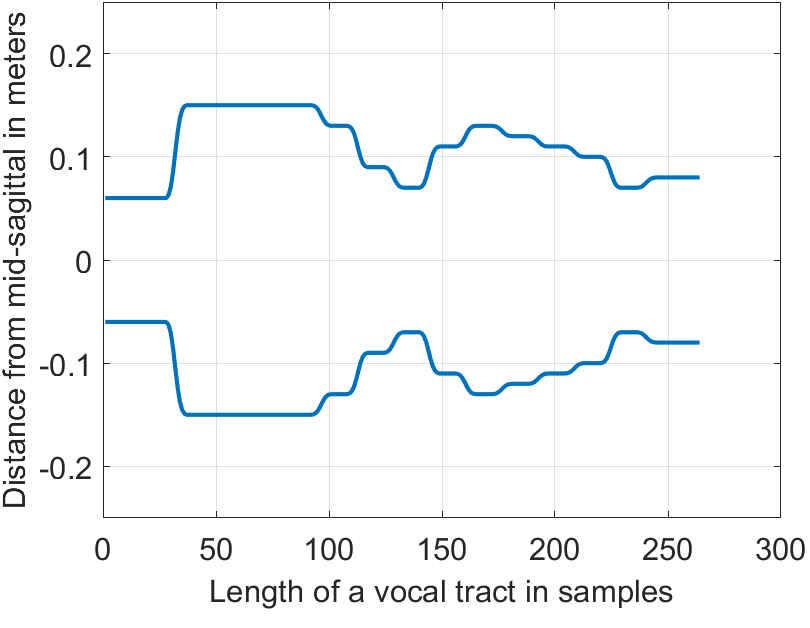 Distance from mid-sagittal in meters
0.2
0.1
0
-0.1
-0.2
0 50 100 150 200 250 300
Length of a vocal tract in samples